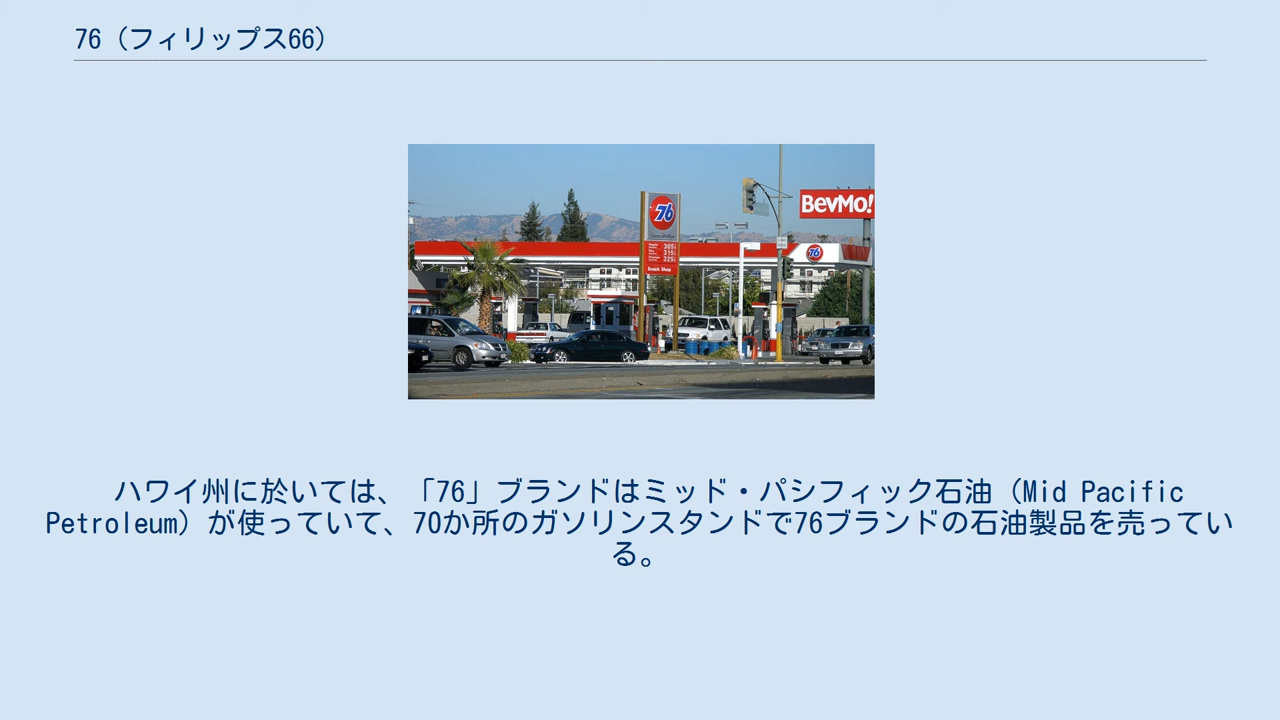 76（フィリップス66）
76
BevMo!
76
Snack Shop
ハワイ州に於いては、「76」ブランドはミッド・パシフィック石油（Mid Pacific
Petroleum）が使っていて、70か所のガソリンスタンドで76ブランドの石油製品を売ってい
る。